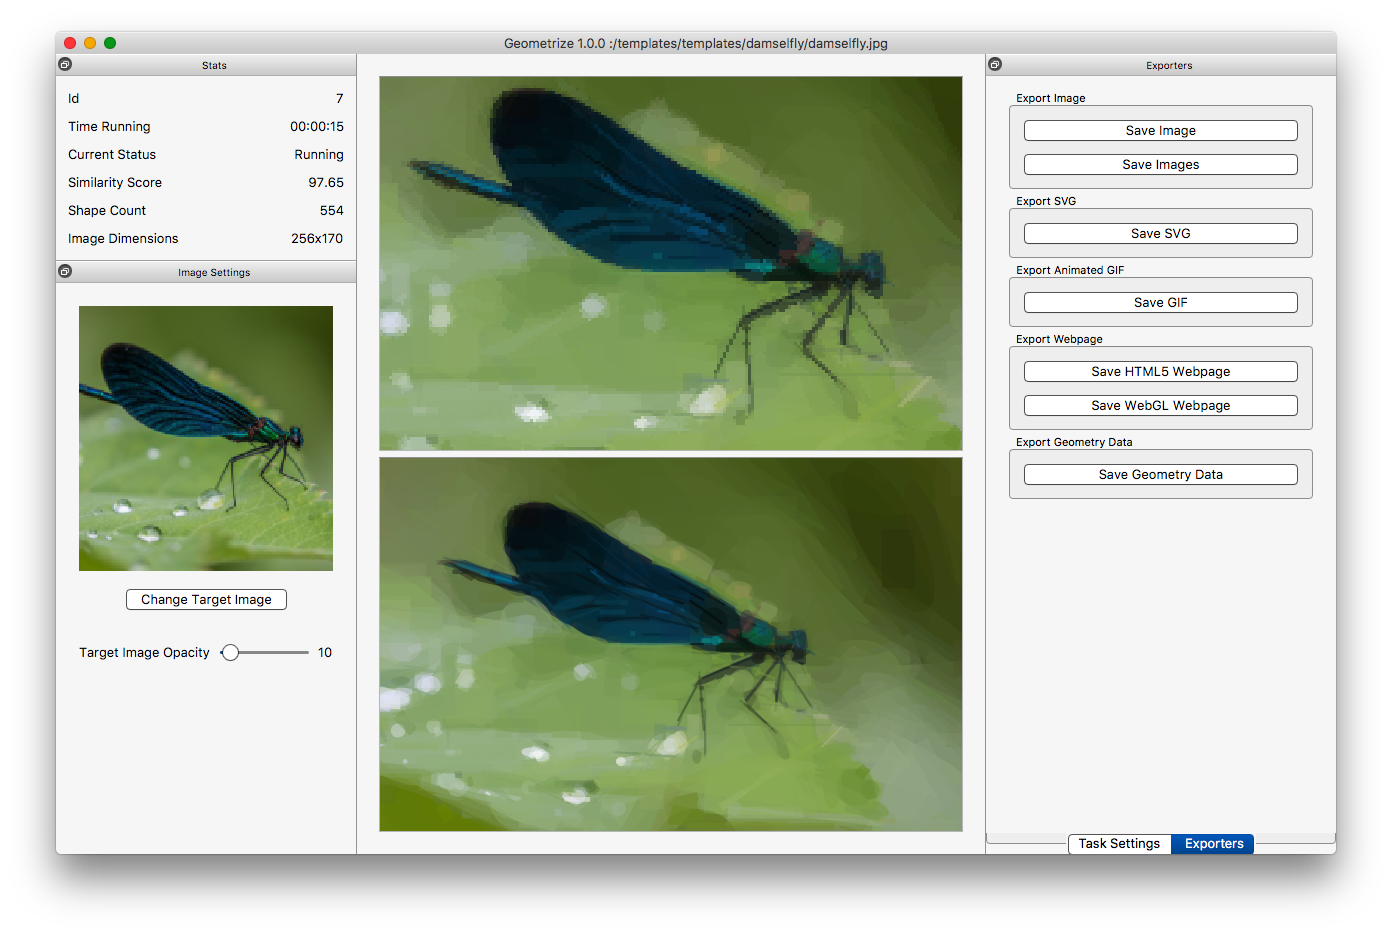 Geometrize 1.0.0 :/templates/templates/damselfly/damselfly.jpg
Stats
Id 7
Time Running 00:00:15
Current Status Running
Similarity Score 97.65
Shape Count 554
Image Dimensions 256x170
Image Settings
Change Target Image
Target Image Opacity 10
Exporters
Export Image
Save Image
Save Images
Export SVG
Save SVG
Export Animated GIF
Save GIF
Export Webpage
Save HTML5 Webpage
Save WebGL Webpage
Export Geometry Data
Save Geometry Data
Task Settings Exporters